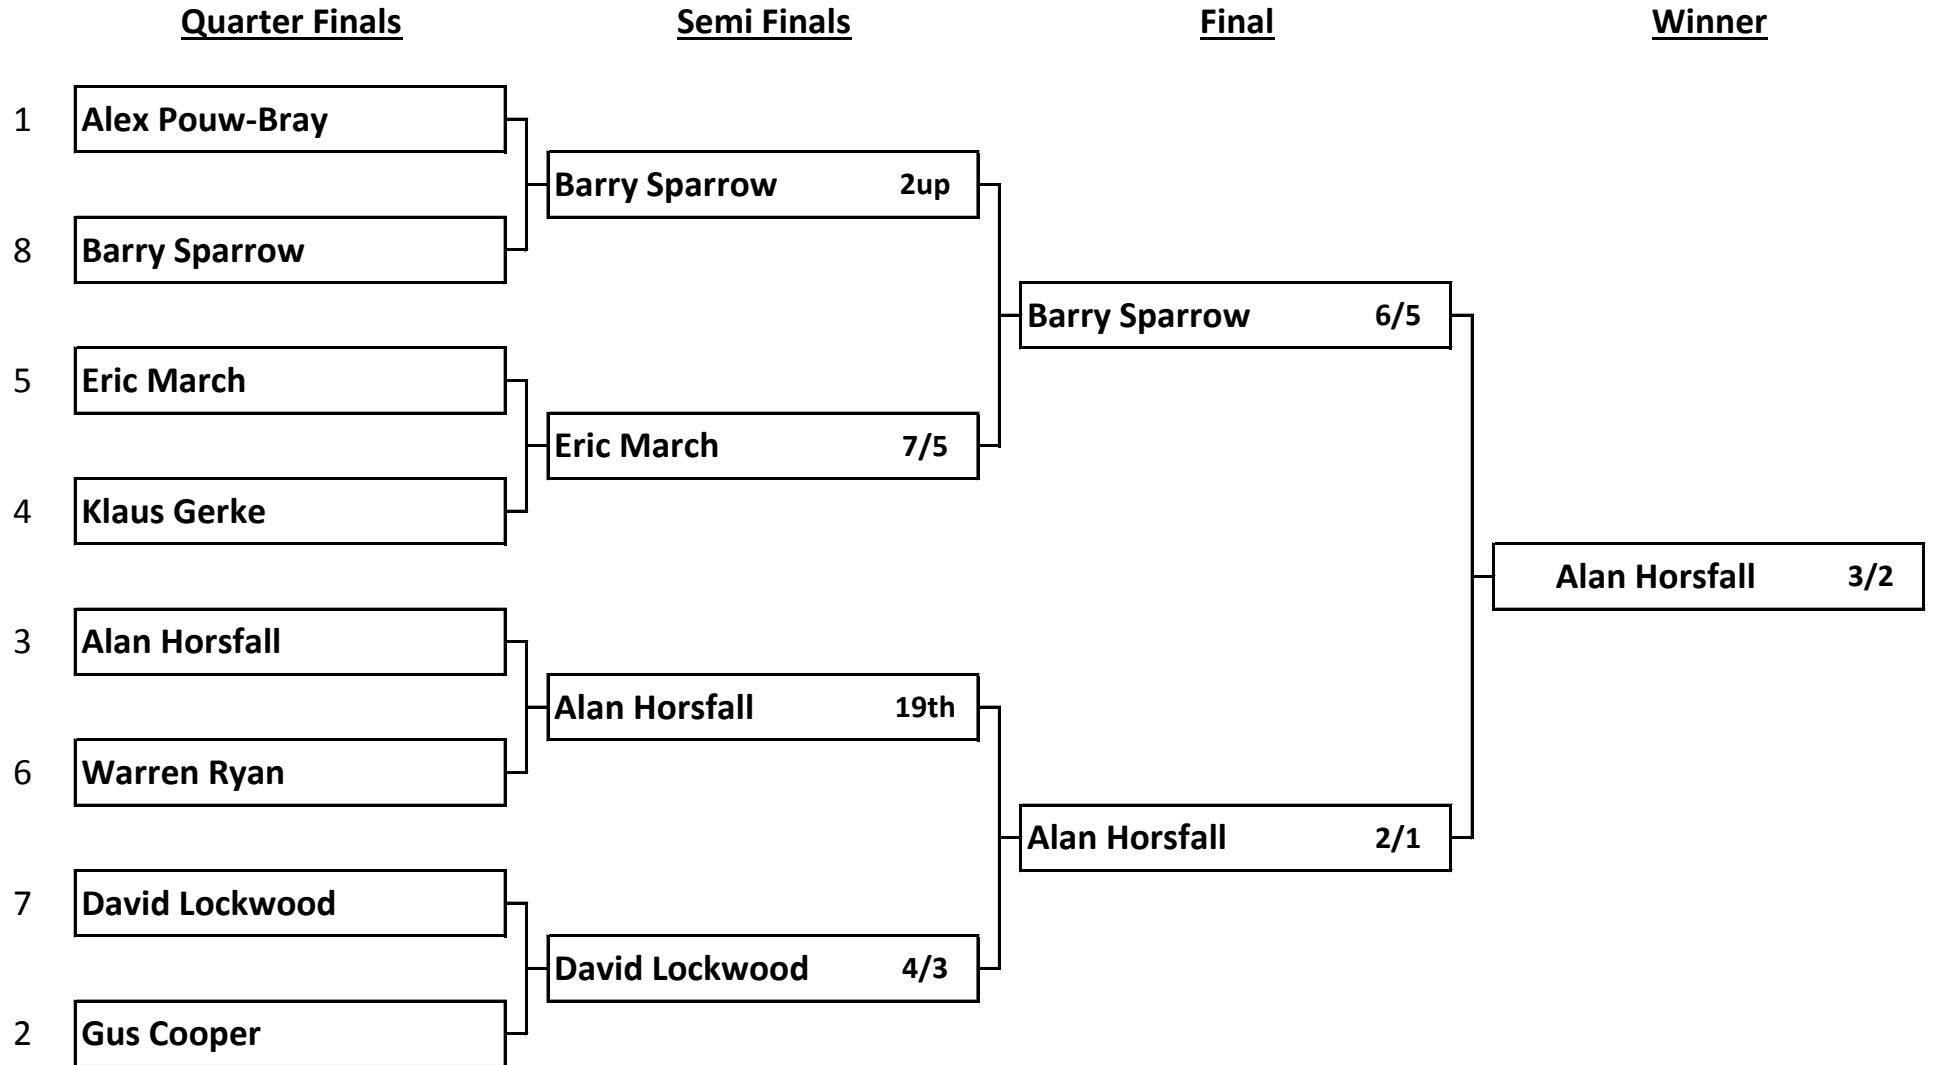 Quarter Finals Semi Finals Final Winner
1 Alex Pouw-Bray
Barry Sparrow 2up
8 Barry Sparrow
Barry Sparrow 6/5
5 Eric March
Eric March 7/5
4 Klaus Gerke
Alan Horsfall 3/2
3 Alan Horsfall
Alan Horsfall 19th
6 Warren Ryan
Alan Horsfall 2/1
7 David Lockwood
David Lockwood 4/3
2 Gus Cooper